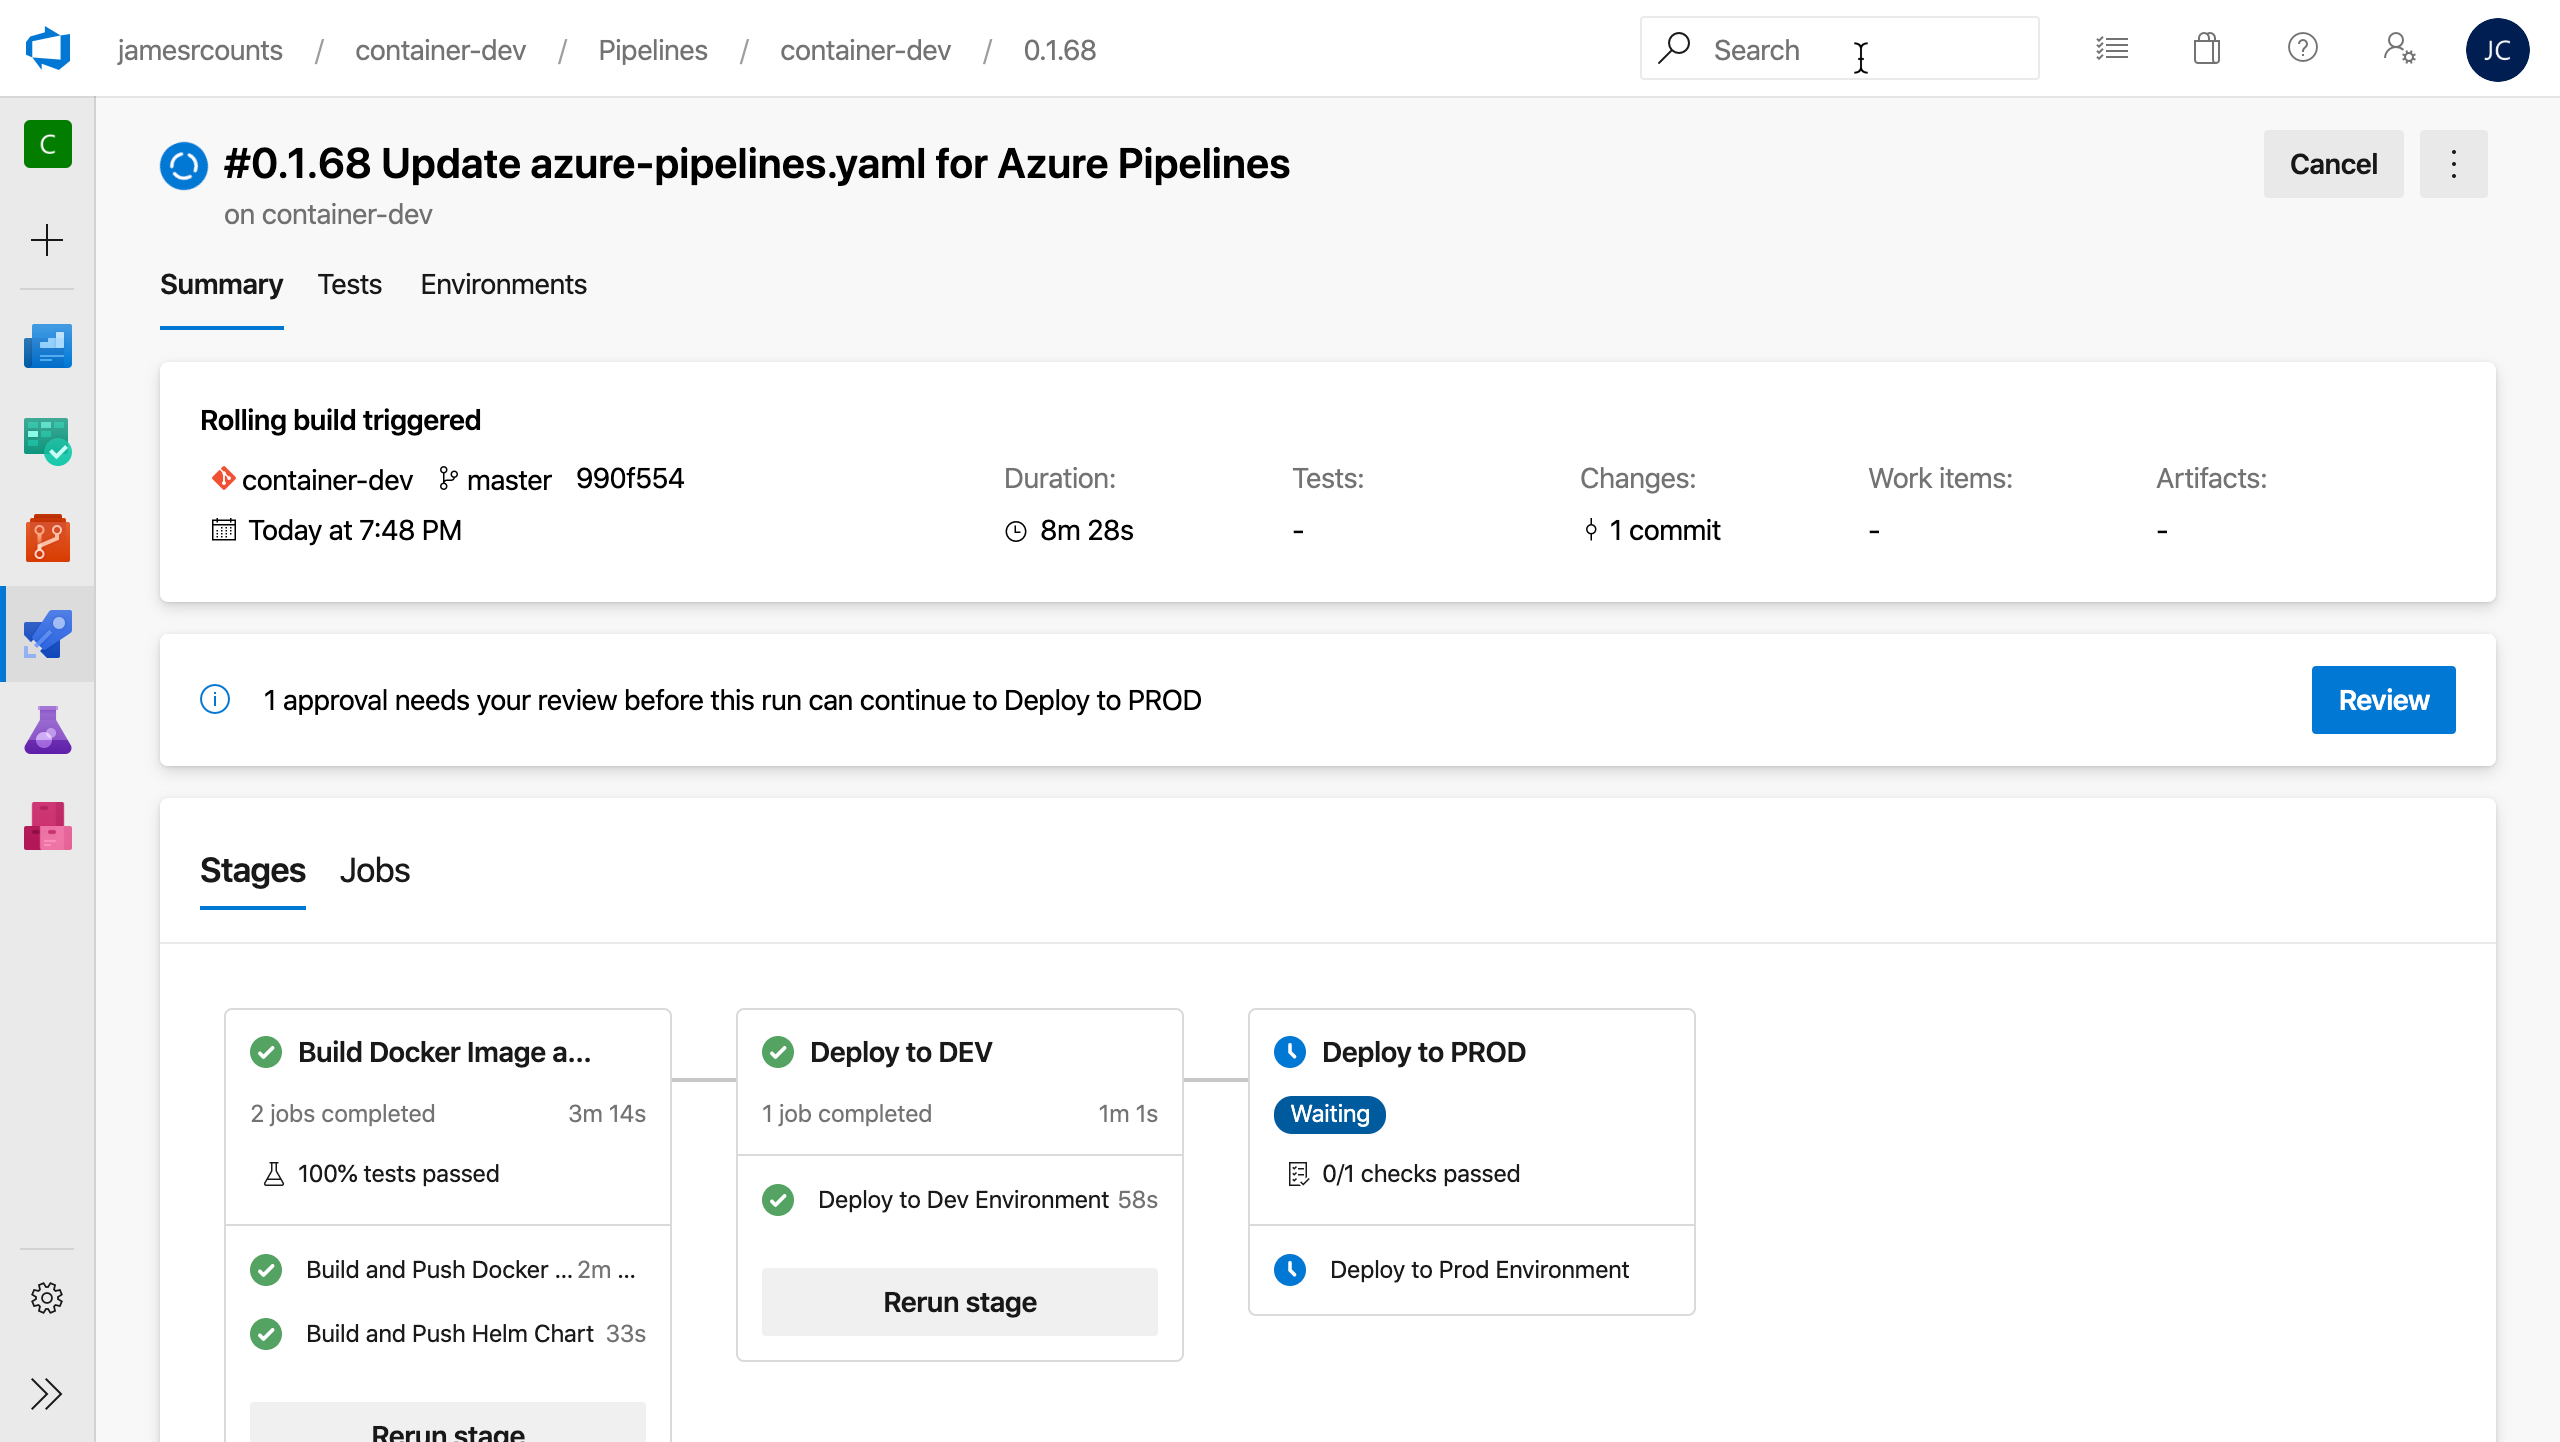 jamesrcounts / container-dev / Pipelines / container-dev / 0.1.68
Search
JC
C
#0.1.68 Update azure-pipelines.yaml for Azure Pipelines
on container-dev
Cancel
Summary Tests Environments
Rolling build triggered
container-dev master 990f554
Today at 7:48 PM
Duration:
8m 28s
Tests:
-
Changes:
1 commit
Work items:
-
Artifacts:
-
1 approval needs your review before this run can continue to Deploy to PROD
Review
Stages Jobs
Build Docker Image a...
2 jobs completed 3m 14s
100% tests passed
Build and Push Docker ... 2m ...
Build and Push Helm Chart 33s
Rerun stage
Deploy to DEV
1 job completed 1m 1s
Deploy to Dev Environment 58s
Rerun stage
Deploy to PROD
Waiting
0/1 checks passed
Deploy to Prod Environment